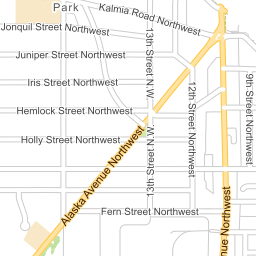 Park
Kalmia Road Northwest
Jonquil Street Northwest
13th Street N.W.
Juniper Street Northwest
Iris Street Northwest
12th Street Northwest
9th Street Northwest
Hemlock Street Northwest
Holly Street Northwest
Alaska Avenue Northwest
13th Street N.W.
Fern Street Northwest
nue Northwest